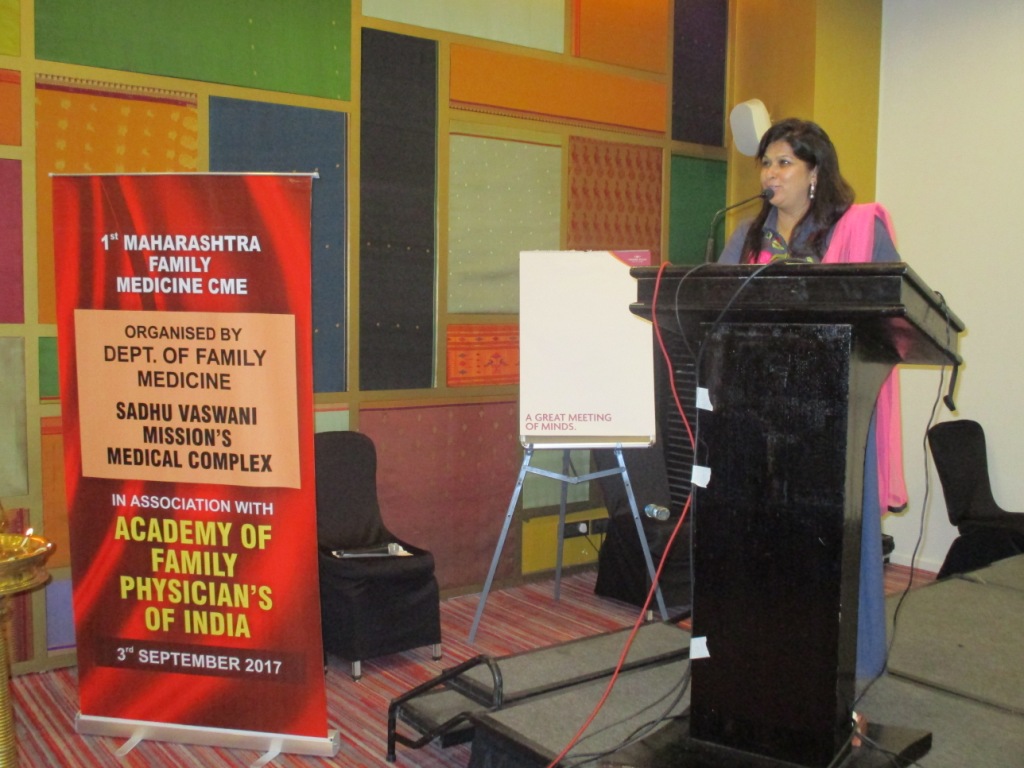 1st MAHARASHTRA
FAMILY
MEDICINE CME
ORGANISED BY
DEPT. OF FAMILY
MEDICINE
SADHU VASWANI
MISSION'S
MEDICAL COMPLEX
IN ASSOCIATION WITH
ACADEMY OF
FAMILY
PHYSICIAN'S
OF INDIA
3rd SEPTEMBER 2017
A GREAT MEETING
OF MINDS.